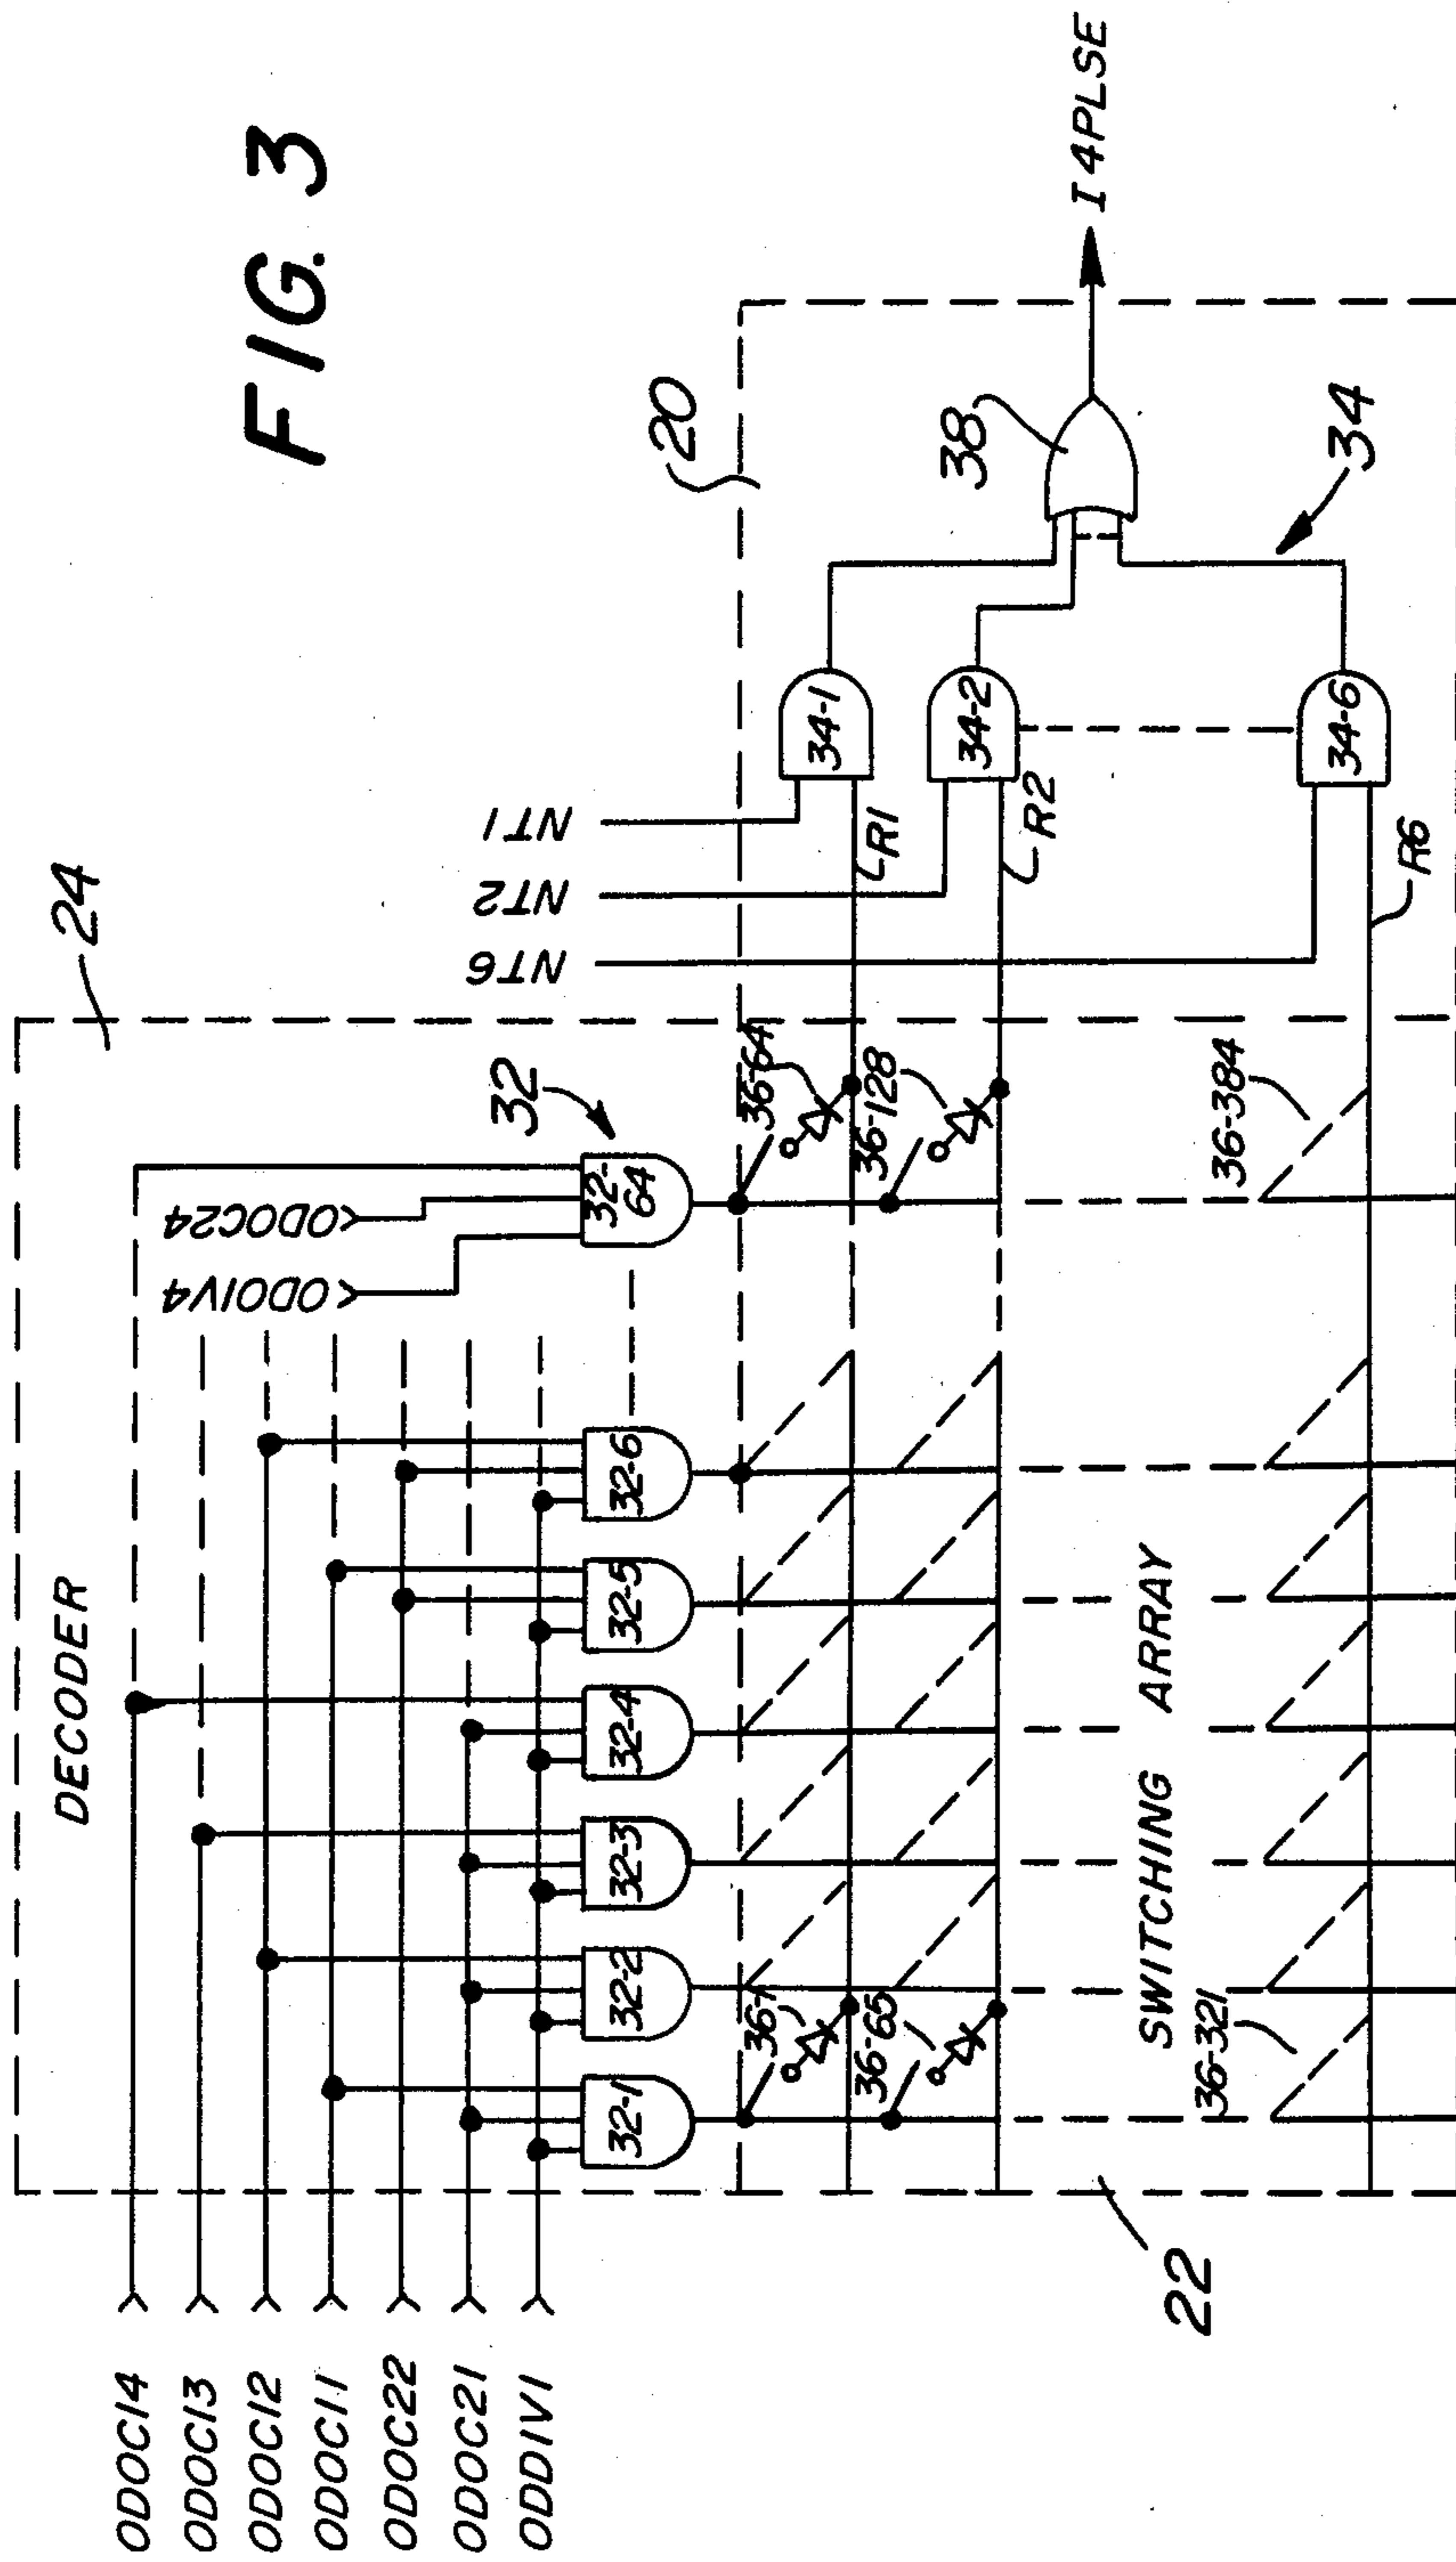 FIG. 3
DECODER
24
ODOC14
ODOC13
ODOC12
ODOC11
ODOC22
ODOC21
ODDIV1
ODOIV4
ODOC24
32
32-1
32-2
32-3
32-4
32-5
32-6
32-
64
NT6
NT2
NT1
20
36-1
36-65
36-64
36-128
R1
R2
34-1
34-2
38
I4PLSE
SWITCHING ARRAY
36-321
36-384
R6
34-6
34
22